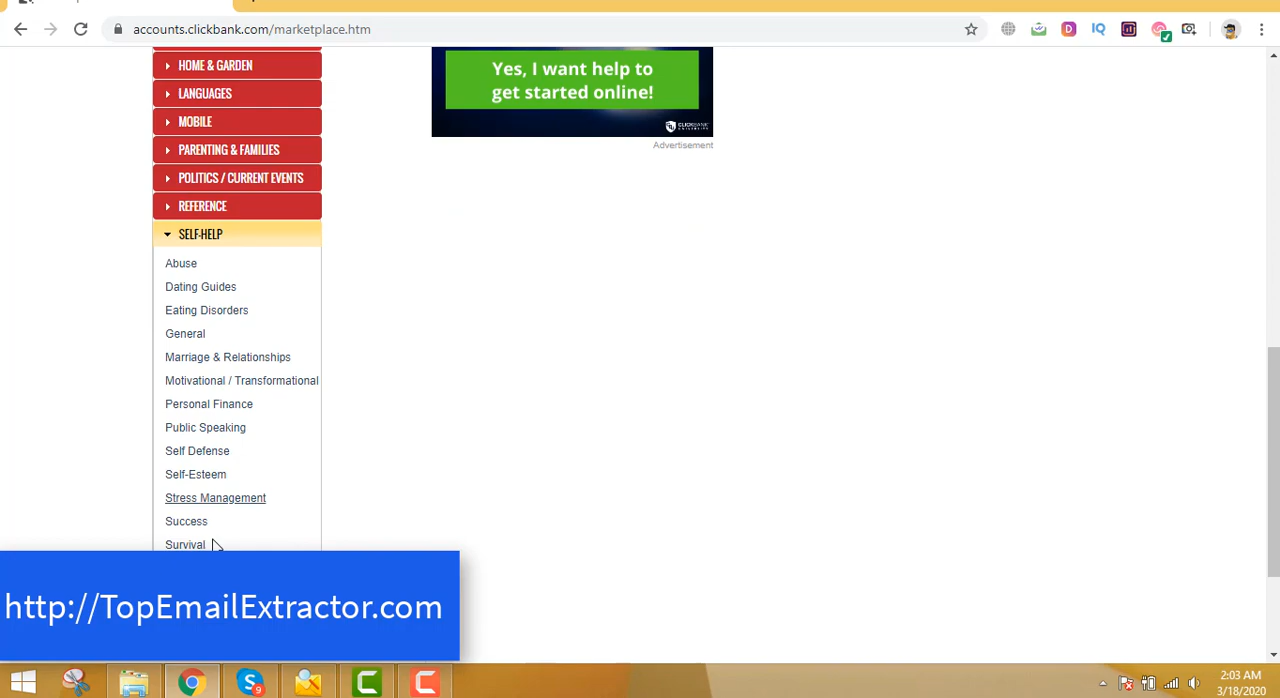 accounts.clickbank.com/marketplace.htm
HOME & GARDEN
LANGUAGES
MOBILE
PARENTING & FAMILIES
POLITICS / CURRENT EVENTS
REFERENCE
SELF-HELP
Abuse
Dating Guides
Eating Disorders
General
Marriage & Relationships
Motivational / Transformational
Personal Finance
Public Speaking
Self Defense
Self-Esteem
Stress Management
Success
Survival
Yes, I want help to
get started online!
CLICKBANK
UNIVERSITY
Advertisement
http://TopEmailExtractor.com
2:03 AM
3/18/2020